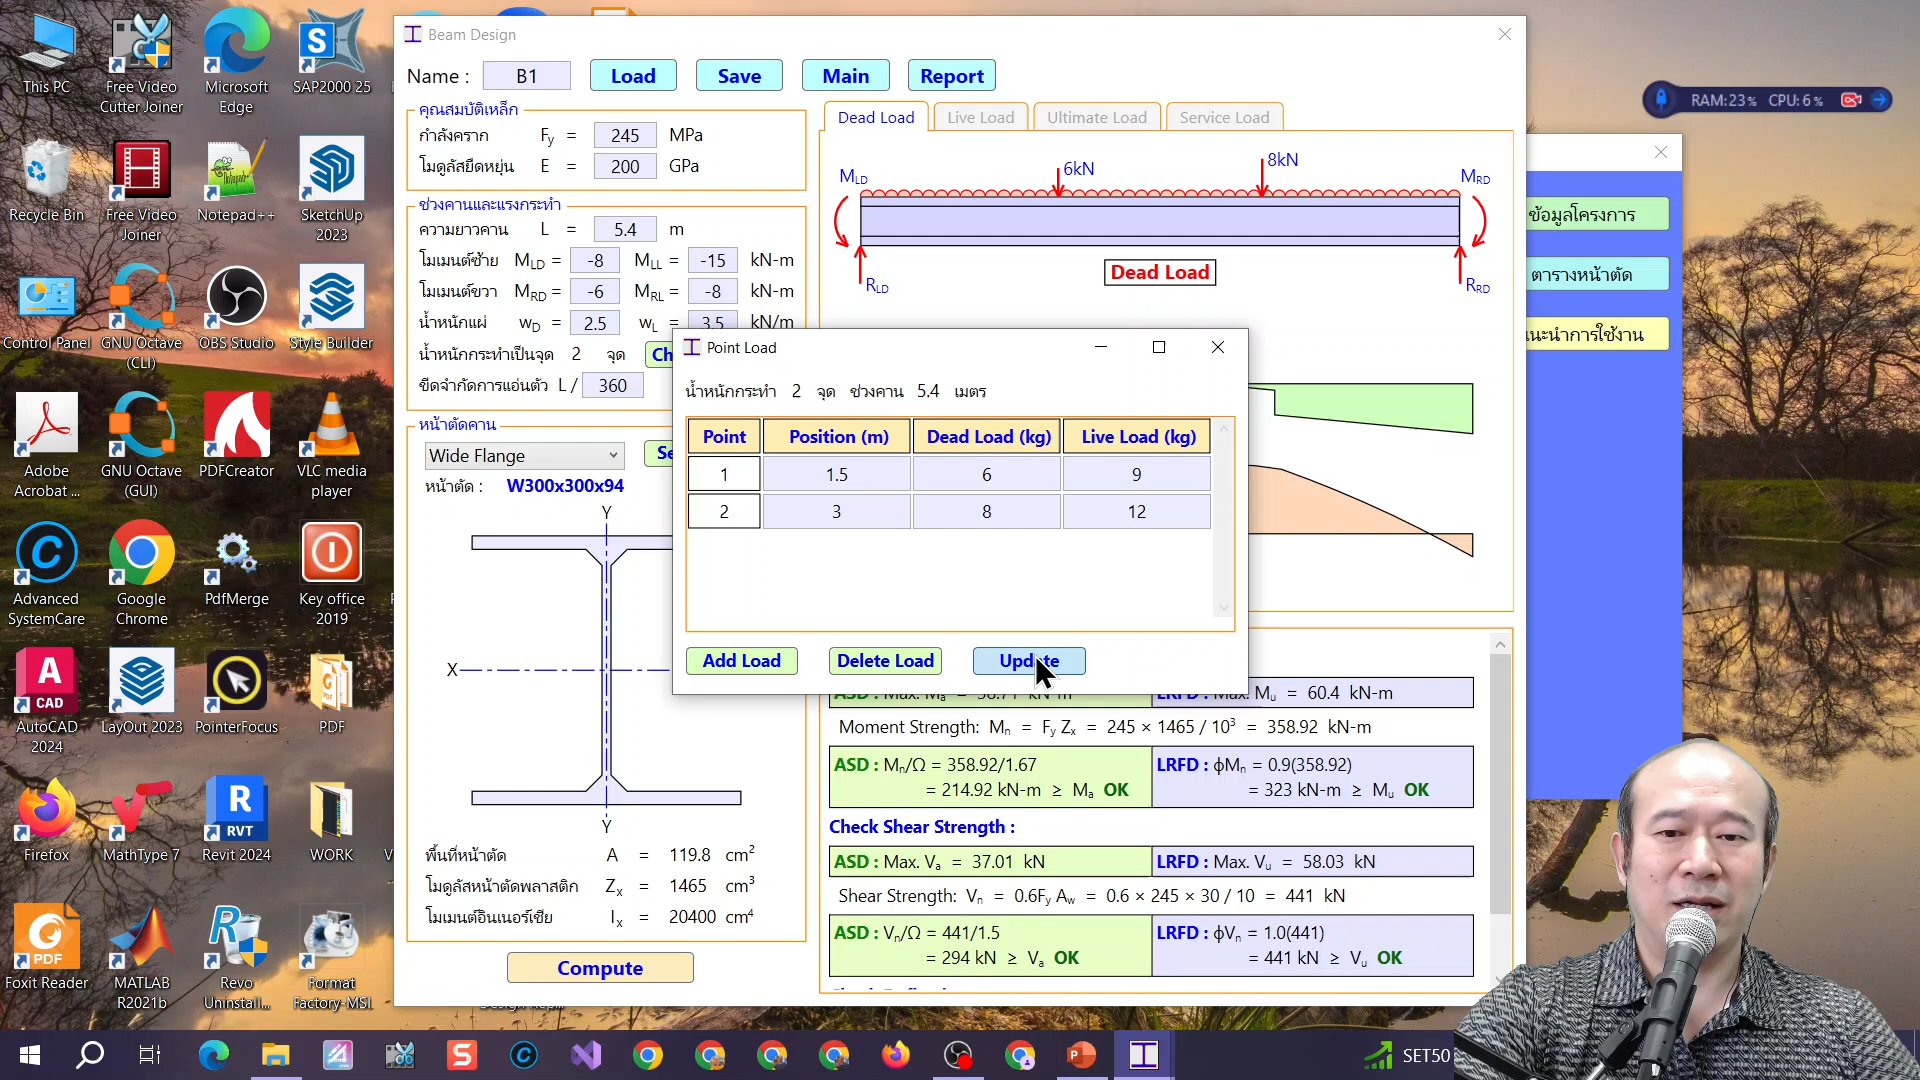 This PC
Free Video
Cutter Joiner
Microsoft
Edge
SAP2000 25
Recycle Bin
Free Video
Joiner
Notepad++
SketchUp
2023
Control Panel
GNU Octave
(CLI)
OBS Studio
Style Builder
Adobe
Acrobat ...
GNU Octave
(GUI)
PDFCreator
VLC media
player
Advanced
SystemCare
Google
Chrome
PdfMerge
Key office
2019
AutoCAD
2024
LayOut 2023
PointerFocus
PDF
Firefox
MathType 7
Revit 2024
WORK
Foxit Reader
MATLAB
R2021b
Revo
Uninstall...
Format
Factory-MSI
Beam Design
Name : B1 Load Save Main Report
คุณสมบัติเหล็ก
กำลังคราก Fy = 245 MPa
โมดูลัสยืดหยุ่น E = 200 GPa
ช่วงคานและแรงกระทำ
ความยาวคาน L = 5.4 m
โมเมนต์ซ้าย MLD = -8 MLL = -15 kN-m
โมเมนต์ขวา MRD = -6 MRL = -8 kN-m
น้ำหนักแผ่ wD = 2.5 wL = 3.5 kN/m
น้ำหนักกระทำเป็นจุด 2 จุด Ch
ขีดจำกัดการแอ่นตัว L / 360
หน้าตัดคาน
Wide Flange Se
หน้าตัด : W300x300x94
Y
X
Y
พื้นที่หน้าตัด A = 119.8 cm2
โมดูลัสหน้าตัดพลาสติก Zx = 1465 cm3
โมเมนต์อินเนอร์เซีย Ix = 20400 cm4
Compute
Dead Load Live Load Ultimate Load Service Load
MLD 6kN 8kN MRD
Dead Load
RLD RRD
Point Load
น้ำหนักกระทำ 2 จุด ช่วงคาน 5.4 เมตร
Point Position (m) Dead Load (kg) Live Load (kg)
1 1.5 6 9
2 3 8 12
Add Load Delete Load Update
LRFD : Max. Mu = 60.4 kN-m
Moment Strength: Mn = Fy Zx = 245 × 1465 / 103 = 358.92 kN-m
ASD : Mn/Ω = 358.92/1.67
= 214.92 kN-m ≥ Ma OK
LRFD : ϕMn = 0.9(358.92)
= 323 kN-m ≥ Mu OK
Check Shear Strength :
ASD : Max. Va = 37.01 kN
LRFD : Max. Vu = 58.03 kN
Shear Strength: Vn = 0.6Fy Aw = 0.6 × 245 × 30 / 10 = 441 kN
ASD : Vn/Ω = 441/1.5
= 294 kN ≥ Va OK
LRFD : ϕVn = 1.0(441)
= 441 kN ≥ Vu OK
RAM:23% CPU:6%
ข้อมูลโครงการ
ตารางหน้าตัด
แนะนำการใช้งาน
SET50